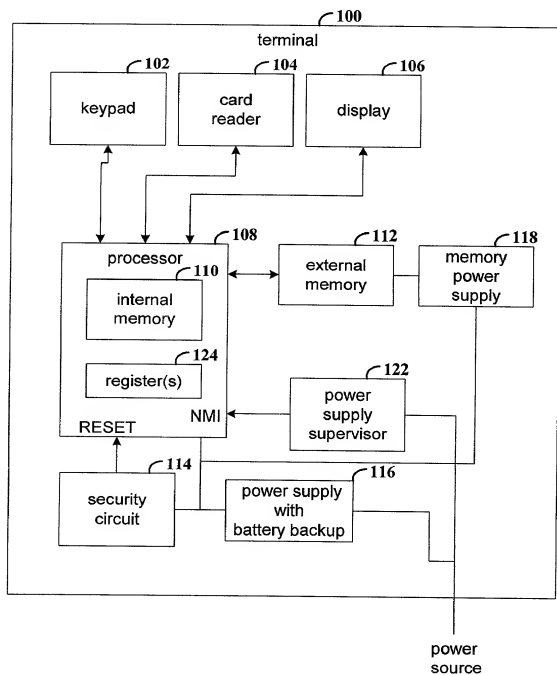 100
terminal
102
keypad
104
card
reader
106
display
108
processor
110
internal
memory
112
external
memory
118
memory
power
supply
124
register(s)
NMI
RESET
122
power
supply
supervisor
114
security
circuit
116
power supply
with
battery backup
power
source